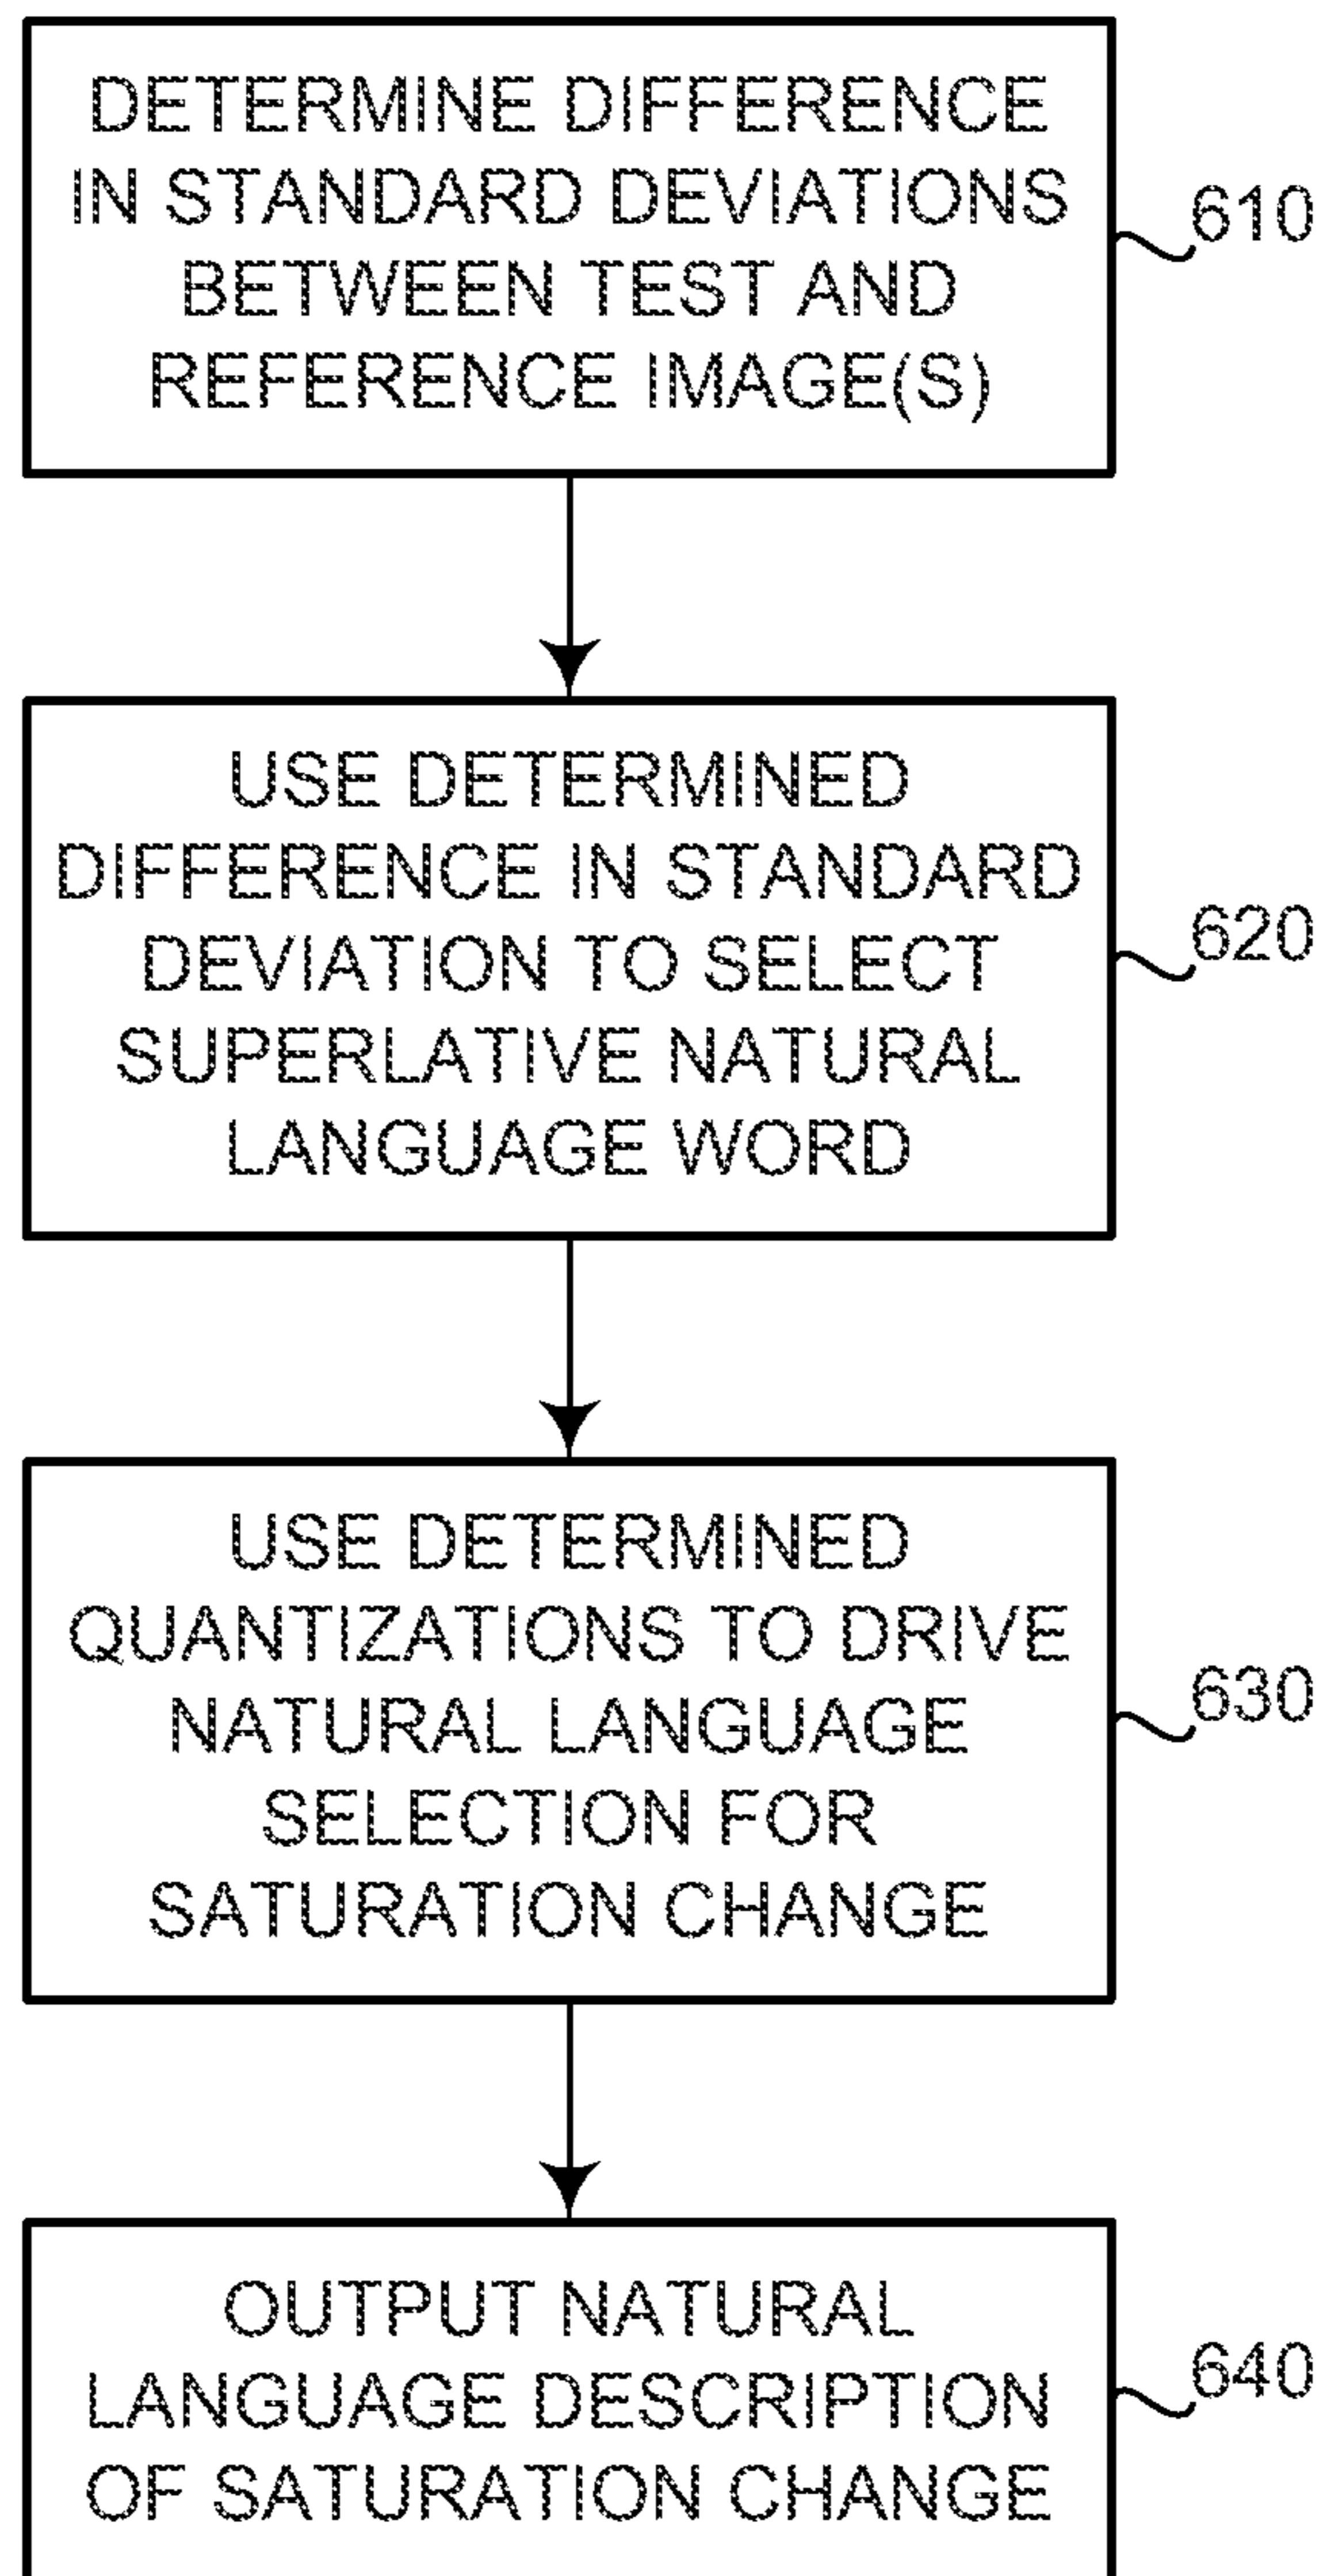 DETERMINE DIFFERENCE
IN STANDARD DEVIATIONS
BETWEEN TEST AND
REFERENCE IMAGE(S)
610
USE DETERMINED
DIFFERENCE IN STANDARD
DEVIATION TO SELECT
SUPERLATIVE NATURAL
LANGUAGE WORD
620
USE DETERMINED
QUANTIZATIONS TO DRIVE
NATURAL LANGUAGE
SELECTION FOR
SATURATION CHANGE
630
OUTPUT NATURAL
LANGUAGE DESCRIPTION
OF SATURATION CHANGE
640